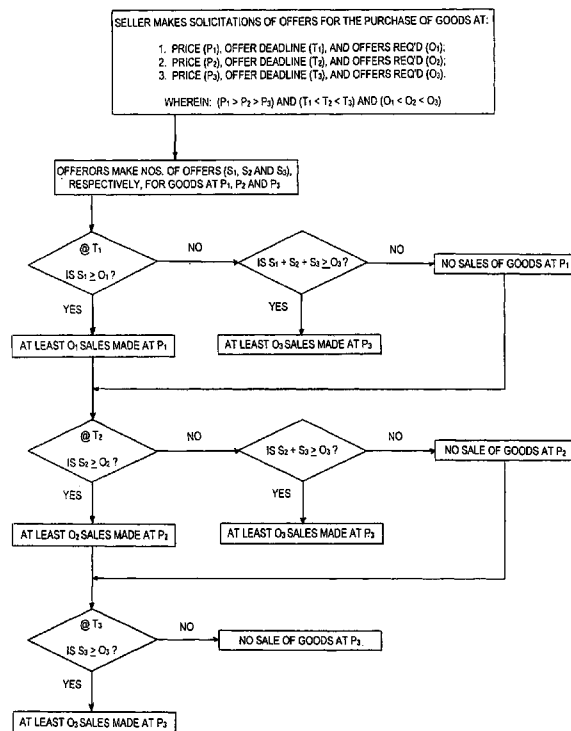 SELLER MAKES SOLICITATIONS OF OFFERS FOR THE PURCHASE OF GOODS AT:
1. PRICE (P₁), OFFER DEADLINE (T₁), AND OFFERS REQ'D (O₁);
2. PRICE (P₂), OFFER DEADLINE (T₂), AND OFFERS REQ'D (O₂);
3. PRICE (P₃), OFFER DEADLINE (T₃), AND OFFERS REQ'D (O₃).
WHEREIN: (P₁ > P₂ > P₃) AND (T₁ < T₂ < T₃) AND (O₁ < O₂ < O₃)
OFFERORS MAKE NOS. OF OFFERS (S₁, S₂ AND S₃),
RESPECTIVELY, FOR GOODS AT P₁, P₂ AND P₃
@ T₁
IS S₁ ≥ O₁ ?
NO
IS S₁ + S₂ + S₃ ≥ O₃ ?
NO
NO SALES OF GOODS AT P₁
YES
YES
AT LEAST O₁ SALES MADE AT P₁
AT LEAST O₃ SALES MADE AT P₃
@ T₂
IS S₂ ≥ O₂ ?
NO
IS S₂ + S₃ ≥ O₃ ?
NO
NO SALE OF GOODS AT P₂
YES
YES
AT LEAST O₂ SALES MADE AT P₂
AT LEAST O₃ SALES MADE AT P₃
@ T₃
IS S₃ ≥ O₃ ?
NO
NO SALE OF GOODS AT P₃
YES
AT LEAST O₃ SALES MADE AT P₃